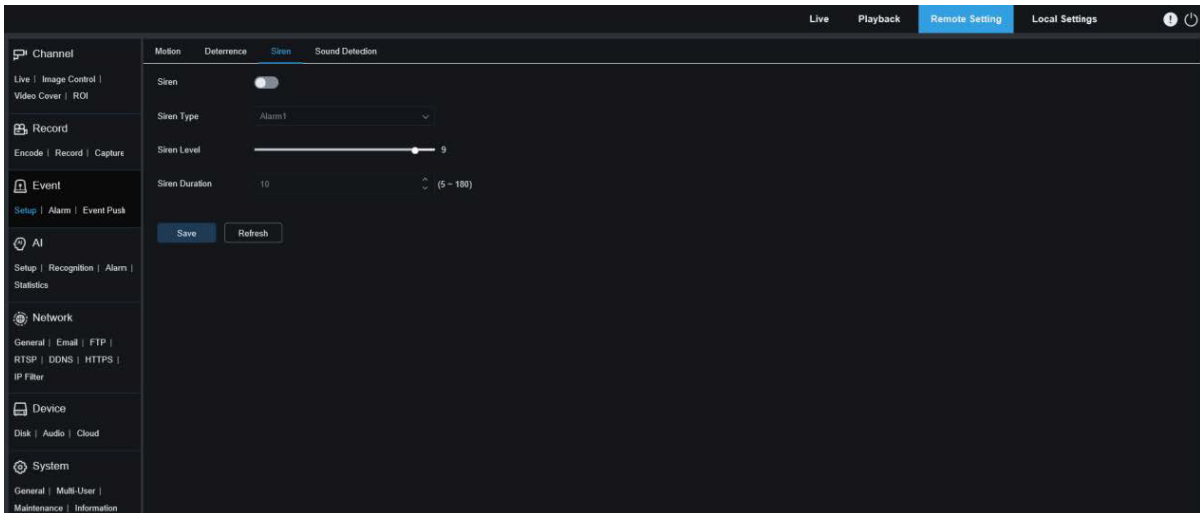 Live Playback Remote Setting Local Settings
Channel
Live | Image Control |
Video Cover | ROI
Record
Encode | Record | Capture
Event
Setup | Alarm | Event Push
AI
Setup | Recognition | Alarm |
Statistics
Network
General | Email | FTP |
RTSP | DDNS | HTTPS |
IP Filter
Device
Disk | Audio | Cloud
System
General | Multi-User |
Maintenance | Information
Motion Deterrence Siren Sound Detection
Siren
Siren Type Alarm1
Siren Level 9
Siren Duration 10 (5 ~ 180)
Save Refresh